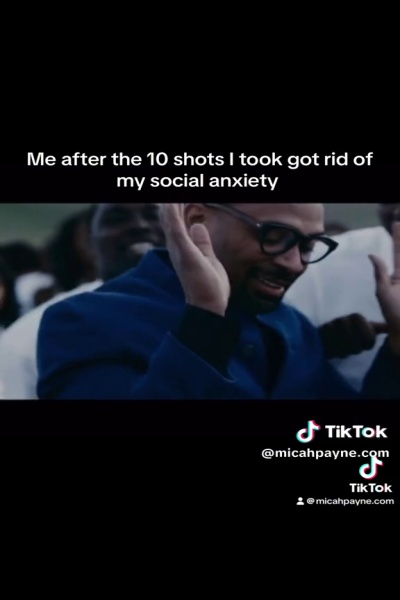 Me after the 10 shots I took got rid of
my social anxiety
TikTok
@micahpayne.com
TikTok
@micahpayne.com